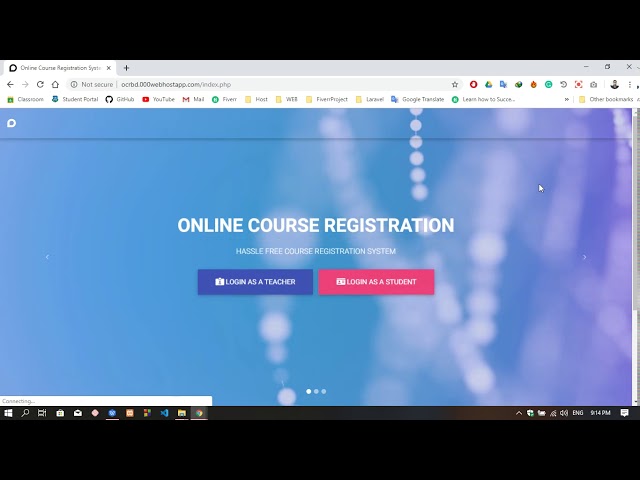 Online Course Registration Syste
Not secure | ocrbd.000webhostapp.com/index.php
Classroom Student Portal GitHub YouTube Mail Fiverr Host WEB FiverrProject Laravel Google Translate Learn how to Succe... » Other bookmarks
ONLINE COURSE REGISTRATION
HASSLE FREE COURSE REGISTRATION SYSTEM
LOGIN AS A TEACHER LOGIN AS A STUDENT
Connecting...
ENG 9:14 PM